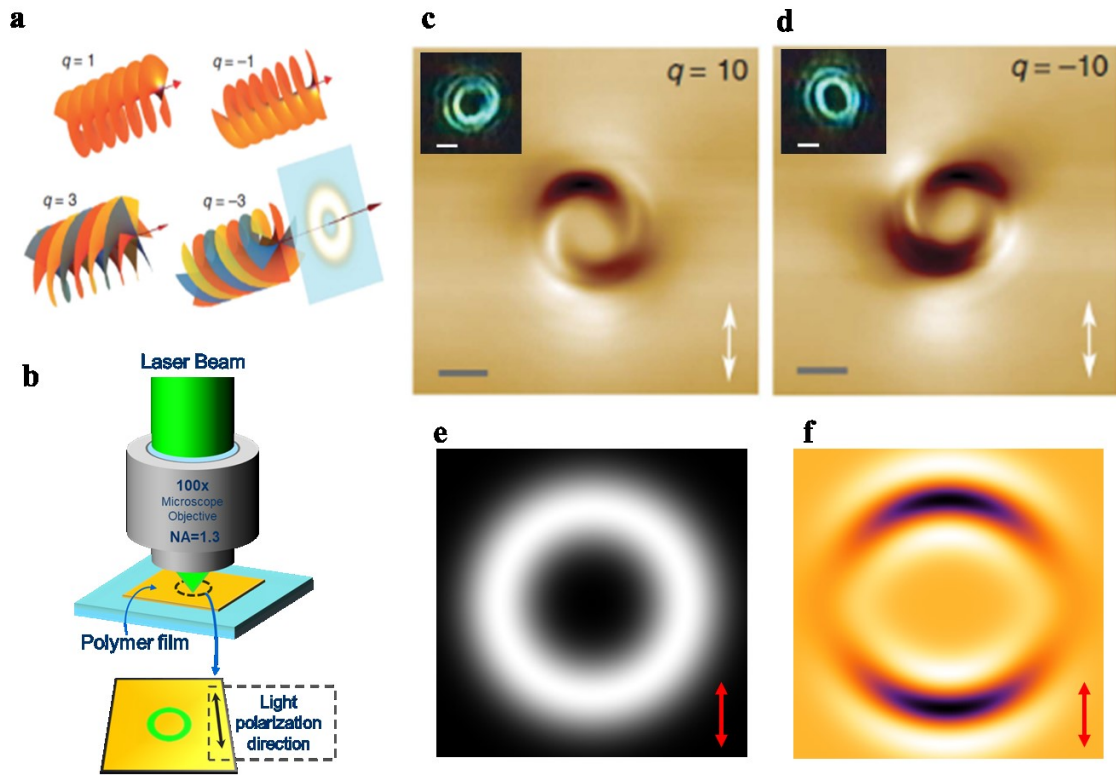 a
q = 1
q = −1
q = 3
q = −3
b
Laser Beam
100x
Microscope
Objective
NA=1.3
Polymer film
Light
polarization
direction
c
q = 10
d
q = −10
e
f